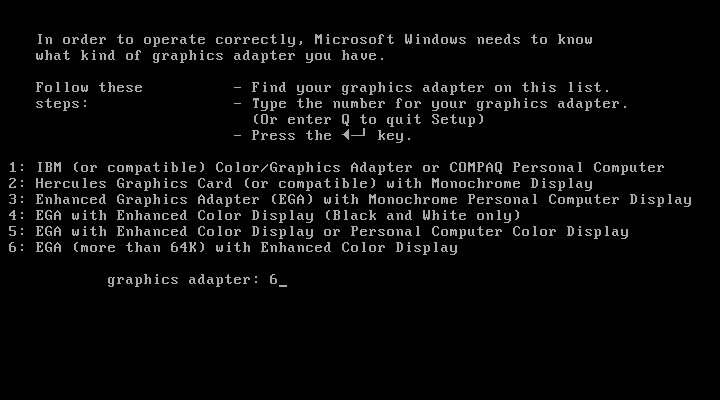 In order to operate correctly, Microsoft Windows needs to know
what kind of graphics adapter you have.
Follow these - Find your graphics adapter on this list.
steps: - Type the number for your graphics adapter.
(Or enter Q to quit Setup)
- Press the ◄─┘ key.
1: IBM (or compatible) Color/Graphics Adapter or COMPAQ Personal Computer
2: Hercules Graphics Card (or compatible) with Monochrome Display
3: Enhanced Graphics Adapter (EGA) with Monochrome Personal Computer Display
4: EGA with Enhanced Color Display (Black and White only)
5: EGA with Enhanced Color Display or Personal Computer Color Display
6: EGA (more than 64K) with Enhanced Color Display
graphics adapter: 6_